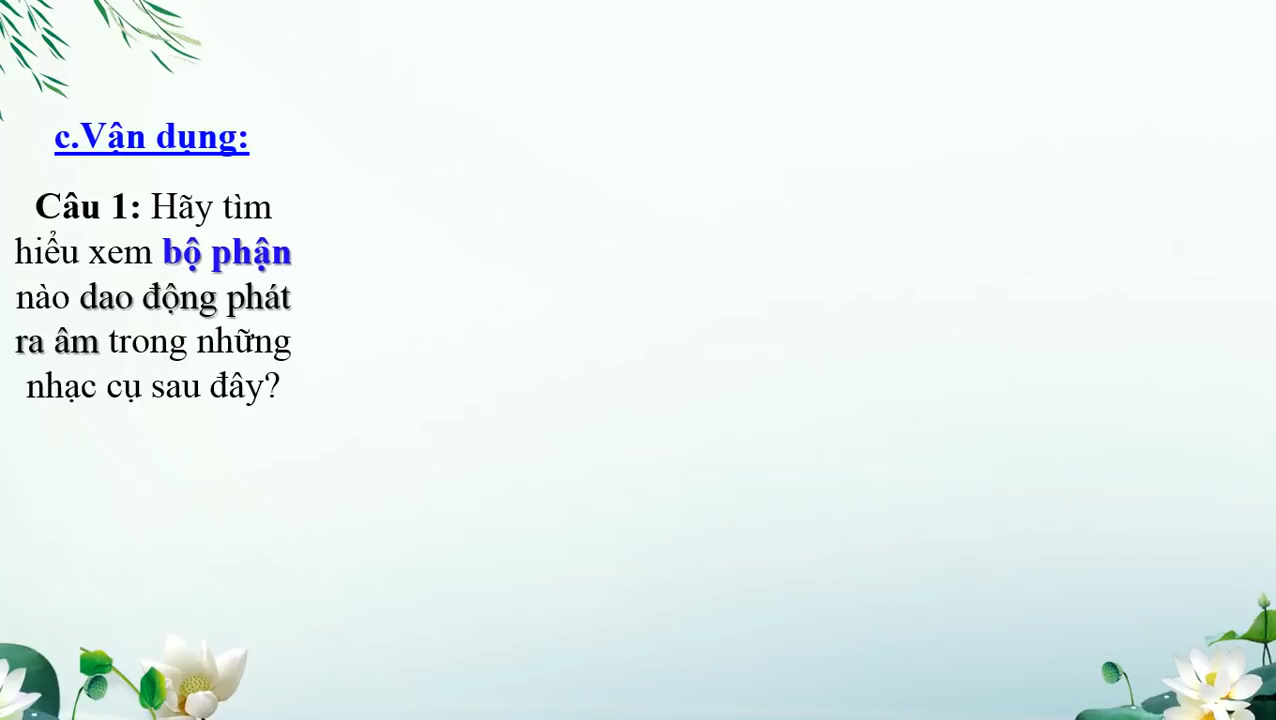 c.Vận dụng:
Câu 1: Hãy tìm
hiểu xem bộ phận
nào dao động phát
ra âm trong những
nhạc cụ sau đây?